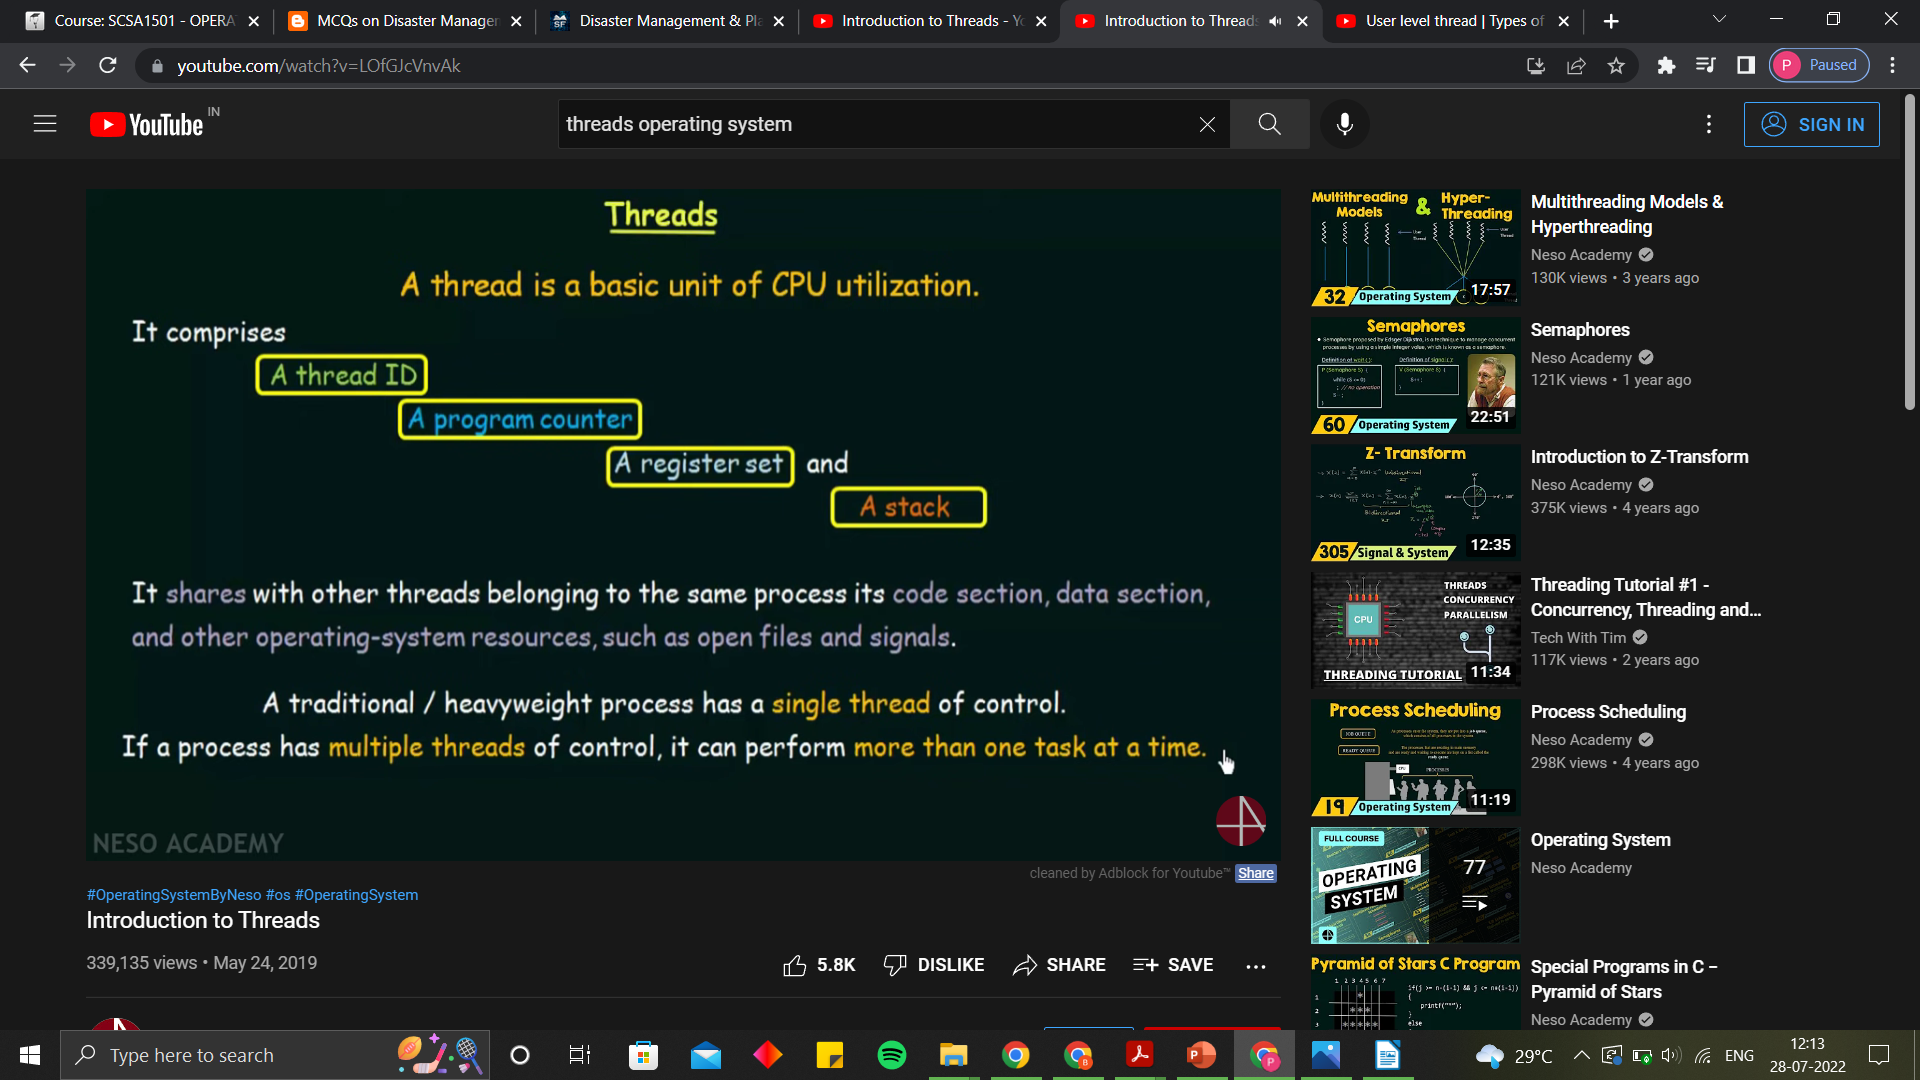 Course: SCSA1501 - OPERA
MCQs on Disaster Managem
Disaster Management & Pla
Introduction to Threads - Yo
Introduction to Threads
User level thread | Types of
youtube.com/watch?v=LOfGJcVnvAk
P Paused
YouTube IN
threads operating system
SIGN IN
Threads
A thread is a basic unit of CPU utilization.
It comprises
A thread ID
A program counter
A register set and
A stack
It shares with other threads belonging to the same process its code section, data section,
and other operating-system resources, such as open files and signals.
A traditional / heavyweight process has a single thread of control.
If a process has multiple threads of control, it can perform more than one task at a time.
NESO ACADEMY
cleaned by Adblock for Youtube™ Share
#OperatingSystemByNeso #os #OperatingSystem
Introduction to Threads
339,135 views • May 24, 2019
5.8K DISLIKE SHARE SAVE
Multithreading Models & Hyper-Threading
32 Operating System 17:57
Multithreading Models &
Hyperthreading
Neso Academy
130K views • 3 years ago
Semaphores
60 Operating System 22:51
Semaphores
Neso Academy
121K views • 1 year ago
Z- Transform
305 Signal & System 12:35
Introduction to Z-Transform
Neso Academy
375K views • 4 years ago
THREADS
CONCURRENCY
PARALLELISM
CPU
THREADING TUTORIAL 11:34
Threading Tutorial #1 -
Concurrency, Threading and...
Tech With Tim
117K views • 2 years ago
Process Scheduling
19 Operating System 11:19
Process Scheduling
Neso Academy
298K views • 4 years ago
FULL COURSE
OPERATING
SYSTEM
77
Operating System
Neso Academy
Pyramid of Stars C Program
Special Programs in C −
Pyramid of Stars
Neso Academy
Type here to search
29°C
ENG
12:13
28-07-2022